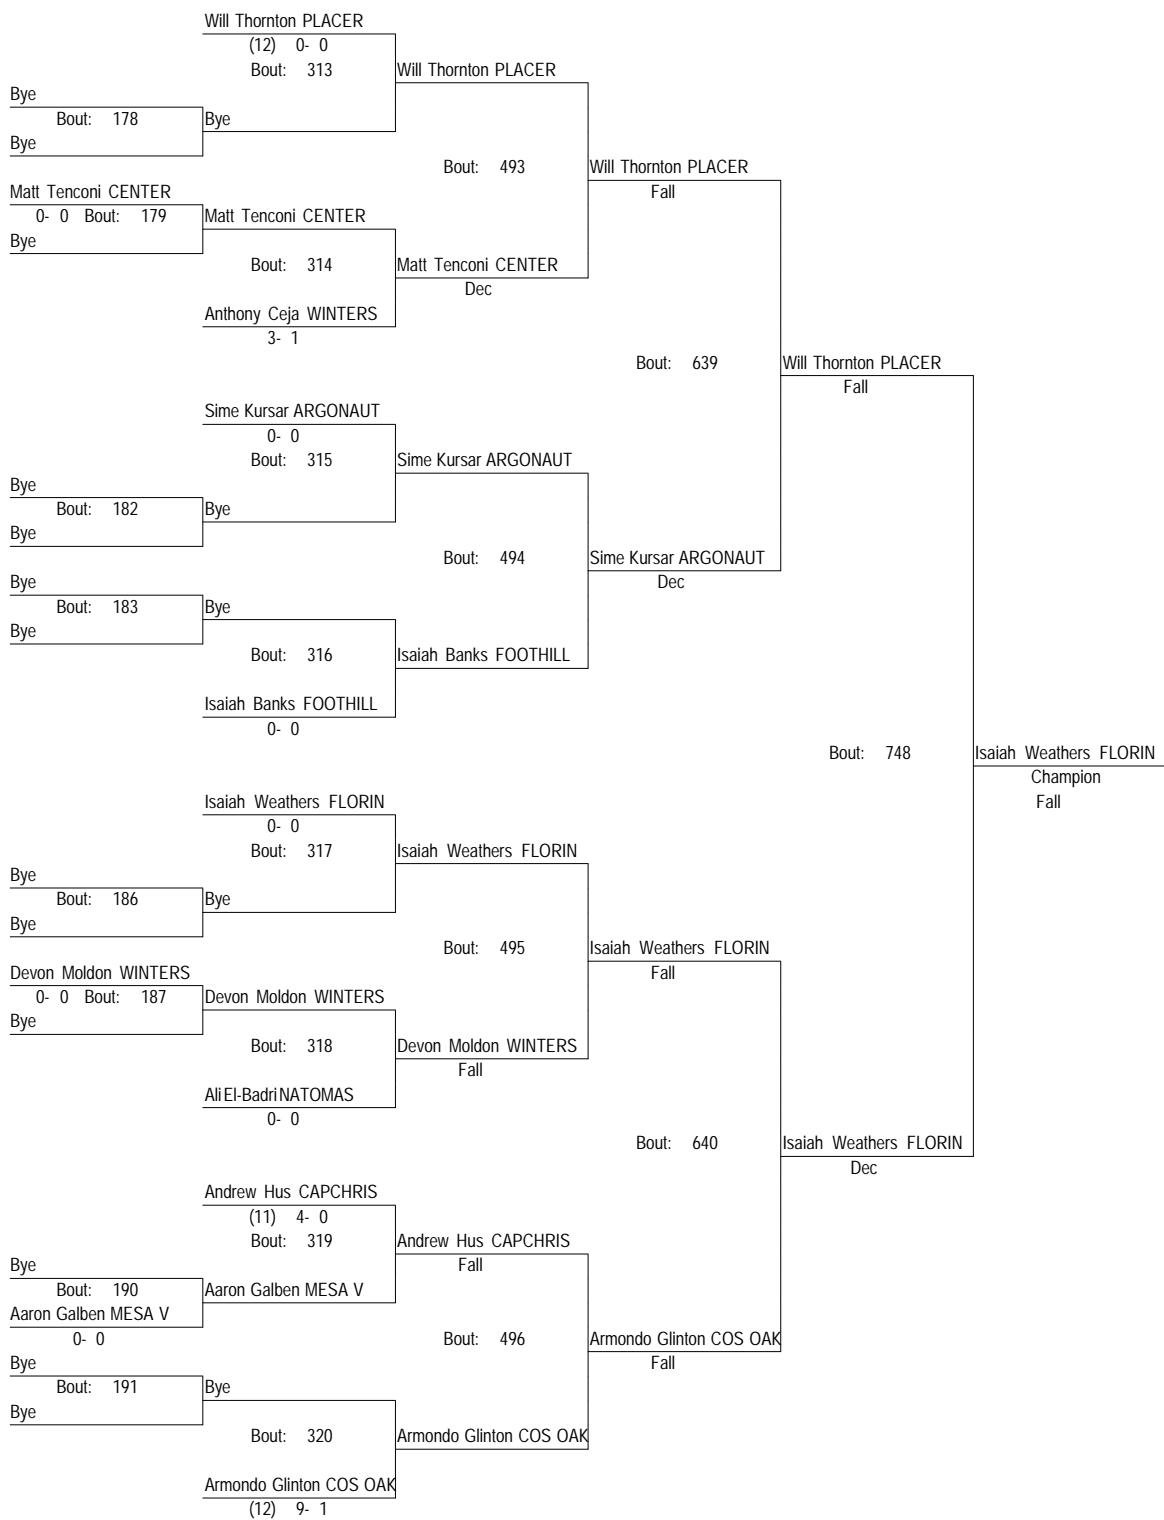 Will Thornton PLACER
(12) 0- 0
Bout: 313
Will Thornton PLACER
Bye
Bout: 178
Bye
Bye
Bout: 493
Will Thornton PLACER
Fall
Matt Tenconi CENTER
0- 0 Bout: 179
Matt Tenconi CENTER
Bye
Bout: 314
Matt Tenconi CENTER
Dec
Anthony Ceja WINTERS
3- 1
Bout: 639
Will Thornton PLACER
Fall
Sime Kursar ARGONAUT
0- 0
Bout: 315
Sime Kursar ARGONAUT
Bye
Bout: 182
Bye
Bye
Bout: 494
Sime Kursar ARGONAUT
Dec
Bye
Bout: 183
Bye
Bye
Bout: 316
Isaiah Banks FOOTHILL
Isaiah Banks FOOTHILL
0- 0
Bout: 748
Isaiah Weathers FLORIN
Champion
Fall
Isaiah Weathers FLORIN
0- 0
Bout: 317
Isaiah Weathers FLORIN
Bye
Bout: 186
Bye
Bye
Bout: 495
Isaiah Weathers FLORIN
Fall
Devon Moldon WINTERS
0- 0 Bout: 187
Devon Moldon WINTERS
Bye
Bout: 318
Devon Moldon WINTERS
Fall
Ali El-Badri NATOMAS
0- 0
Bout: 640
Isaiah Weathers FLORIN
Dec
Andrew Hus CAPCHRIS
(11) 4- 0
Bout: 319
Andrew Hus CAPCHRIS
Fall
Bye
Bout: 190
Aaron Galben MESA V
Aaron Galben MESA V
0- 0
Bout: 496
Armondo Glinton COS OAK
Fall
Bye
Bout: 191
Bye
Bye
Bout: 320
Armondo Glinton COS OAK
Armondo Glinton COS OAK
(12) 9- 1